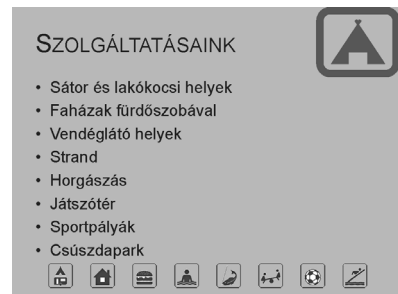 SZOLGÁLTATÁSAINK
• Sátor és lakókocsi helyek
• Faházak fürdőszobával
• Vendéglátó helyek
• Strand
• Horgászás
• Játszótér
• Sportpályák
• Csúszdapark